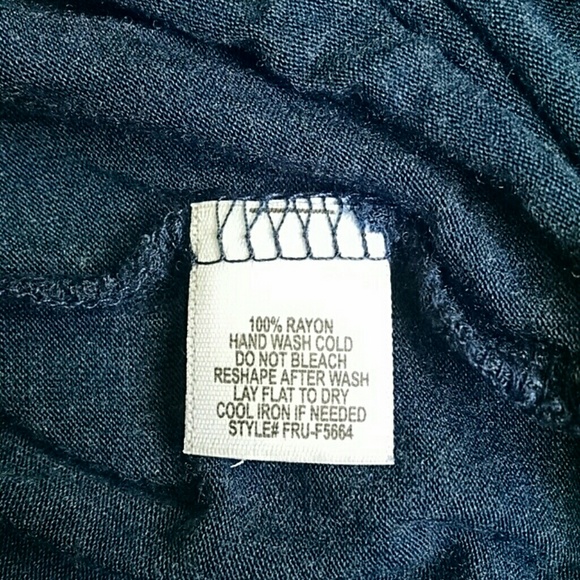 100% RAYON
HAND WASH COLD
DO NOT BLEACH
RESHAPE AFTER WASH
LAY FLAT TO DRY
COOL IRON IF NEEDED
STYLE# FRU-F5664